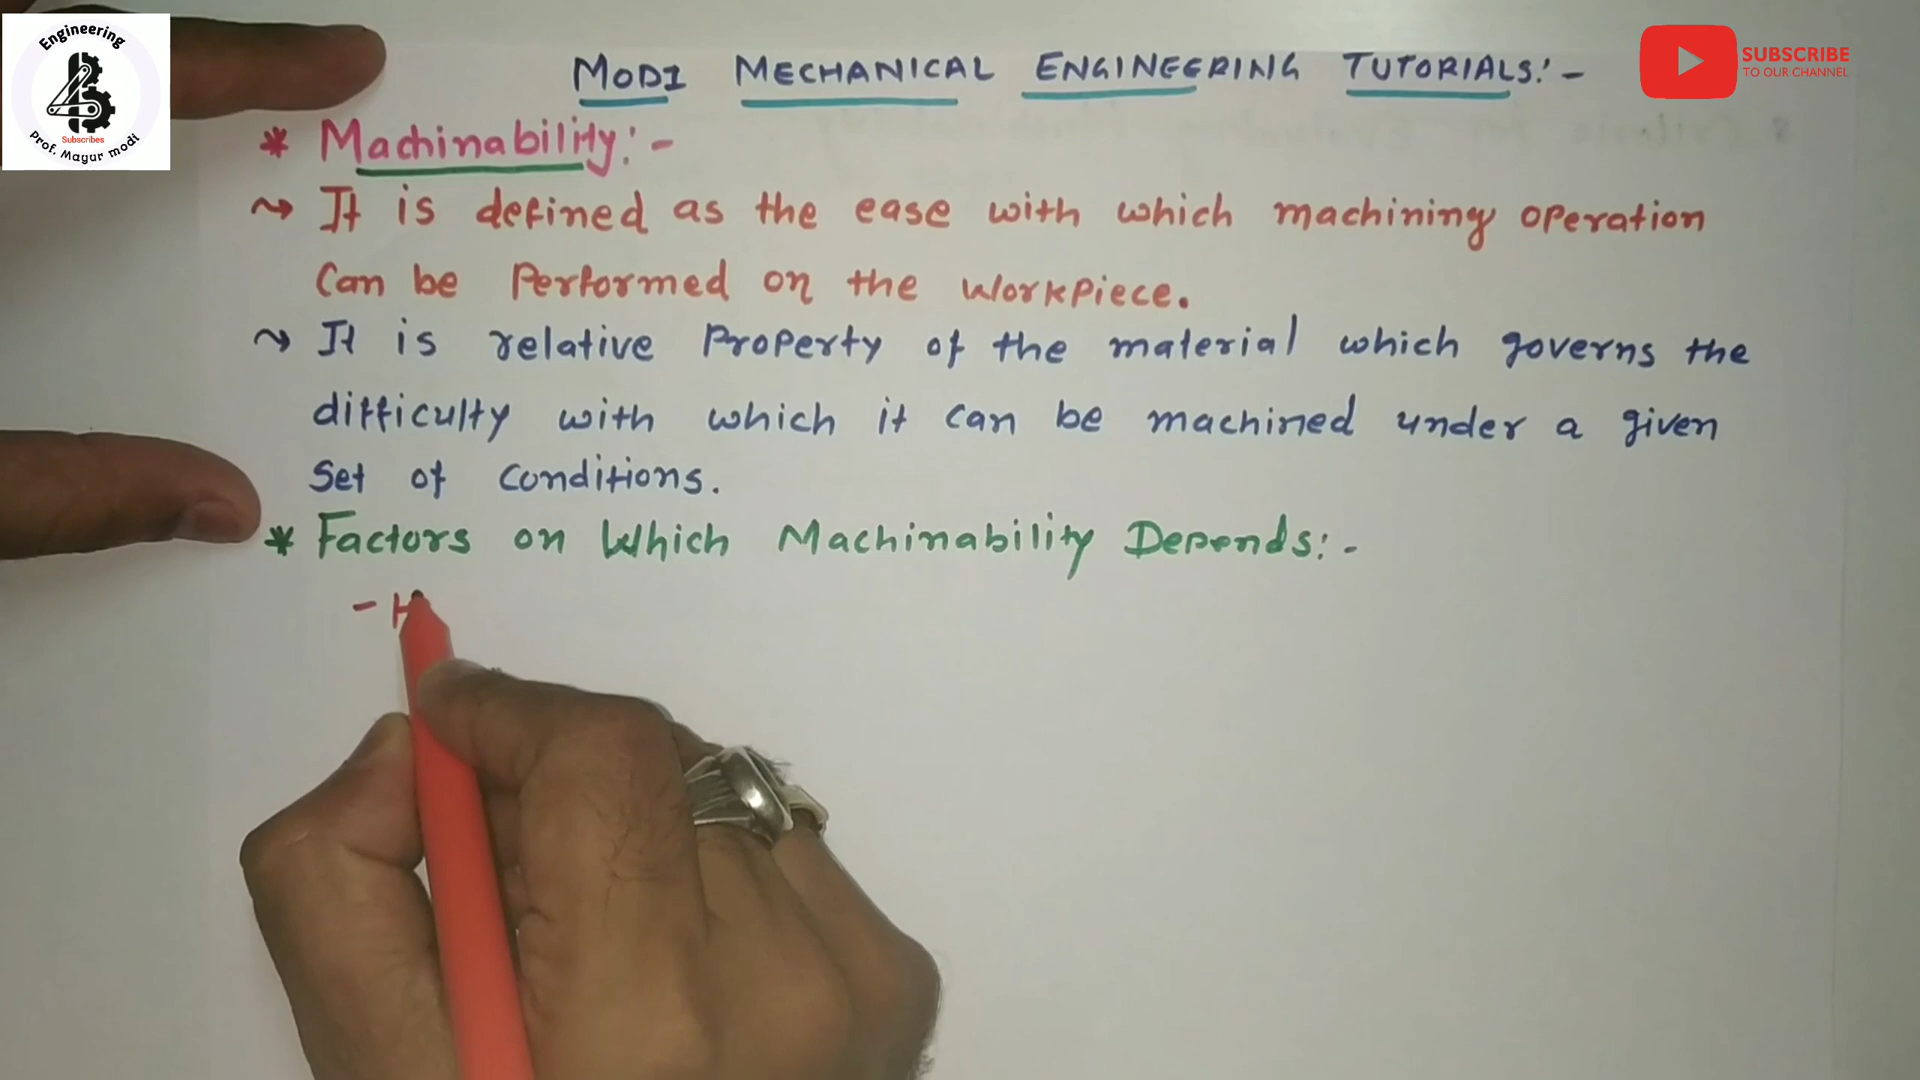 Engineering
Subscribes
Prof. Mayur modi
SUBSCRIBE
TO OUR CHANNEL
MODI MECHANICAL ENGINEERING TUTORIALS:-
* Machinability:-
~> It is defined as the ease with which machining operation
Can be Performed on the Workpiece.
~> It is relative Property of the material which governs the
difficulty with which it can be machined under a given
Set of Conditions.
* Factors on Which Machinability Depends:-
- H